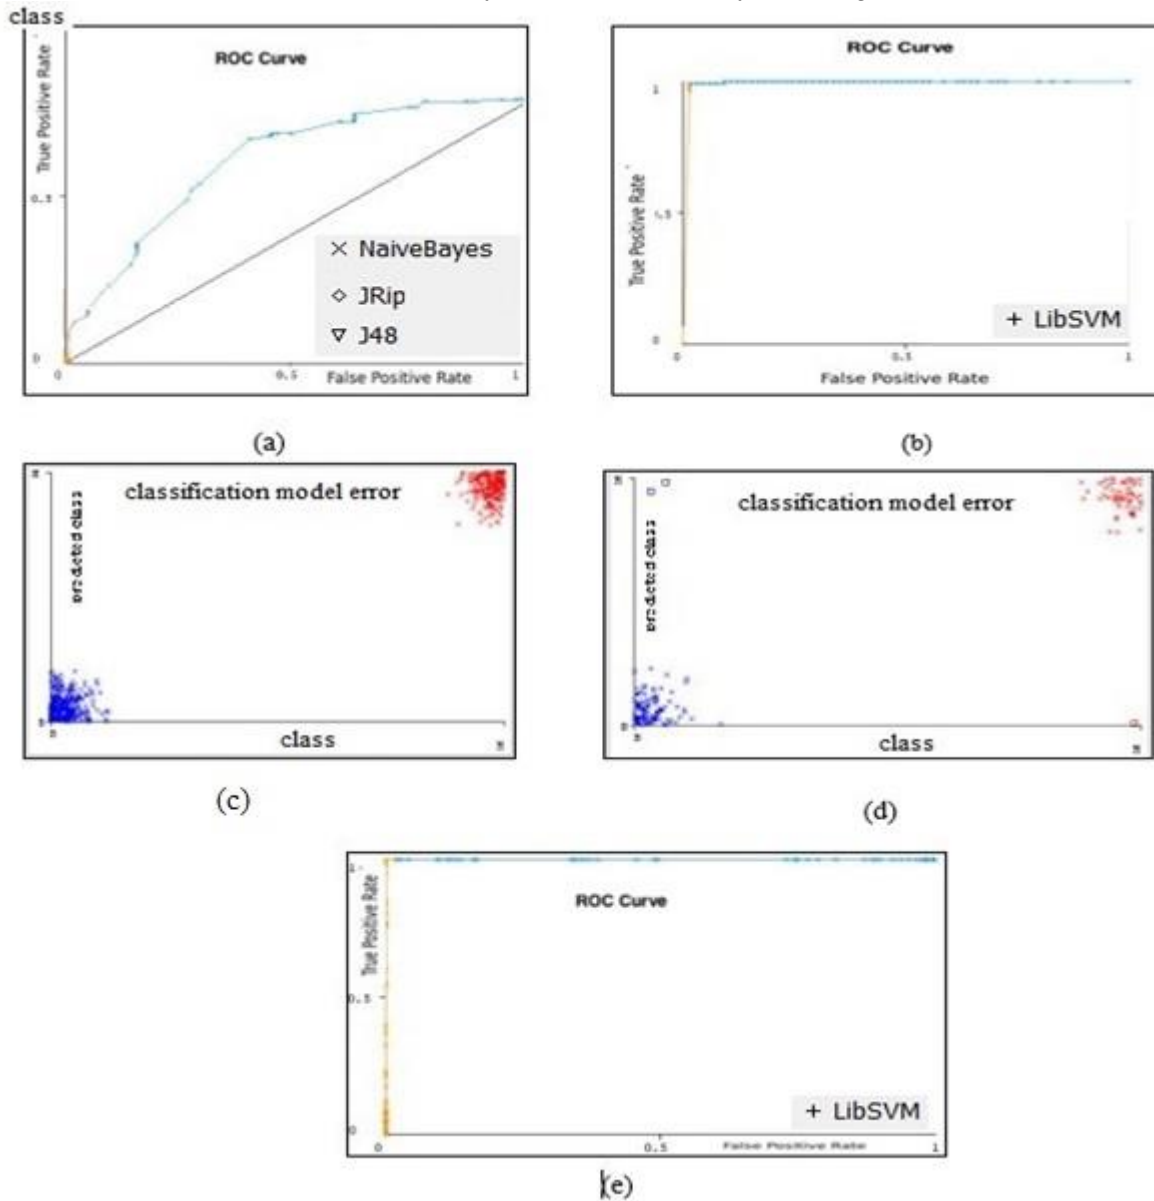 class
ROC Curve
True Positive Rate
0.5
0
0
0.5
False Positive Rate
1
× NaiveBayes
◇ JRip
▽ J48
(a)
ROC Curve
True Positive Rate
1
0
0
0.5
1
False Positive Rate
+ LibSVM
(b)
classification model error
predicted class
class
(c)
classification model error
predicted class
class
(d)
ROC Curve
True Positive Rate
0.5
0
0
0.5
1
False Positive Rate
+ LibSVM
(e)